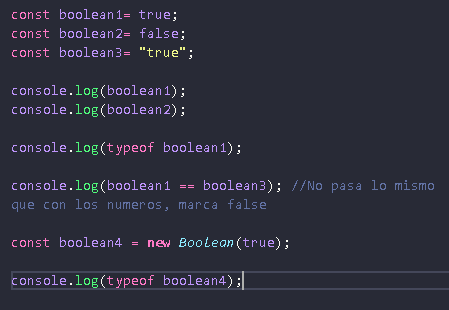 const boolean1= true;
const boolean2= false;
const boolean3= "true";
console.log(boolean1);
console.log(boolean2);
console.log(typeof boolean1);
console.log(boolean1 == boolean3); //No pasa lo mismo
que con los numeros, marca false
const boolean4 = new Boolean(true);
console.log(typeof boolean4);